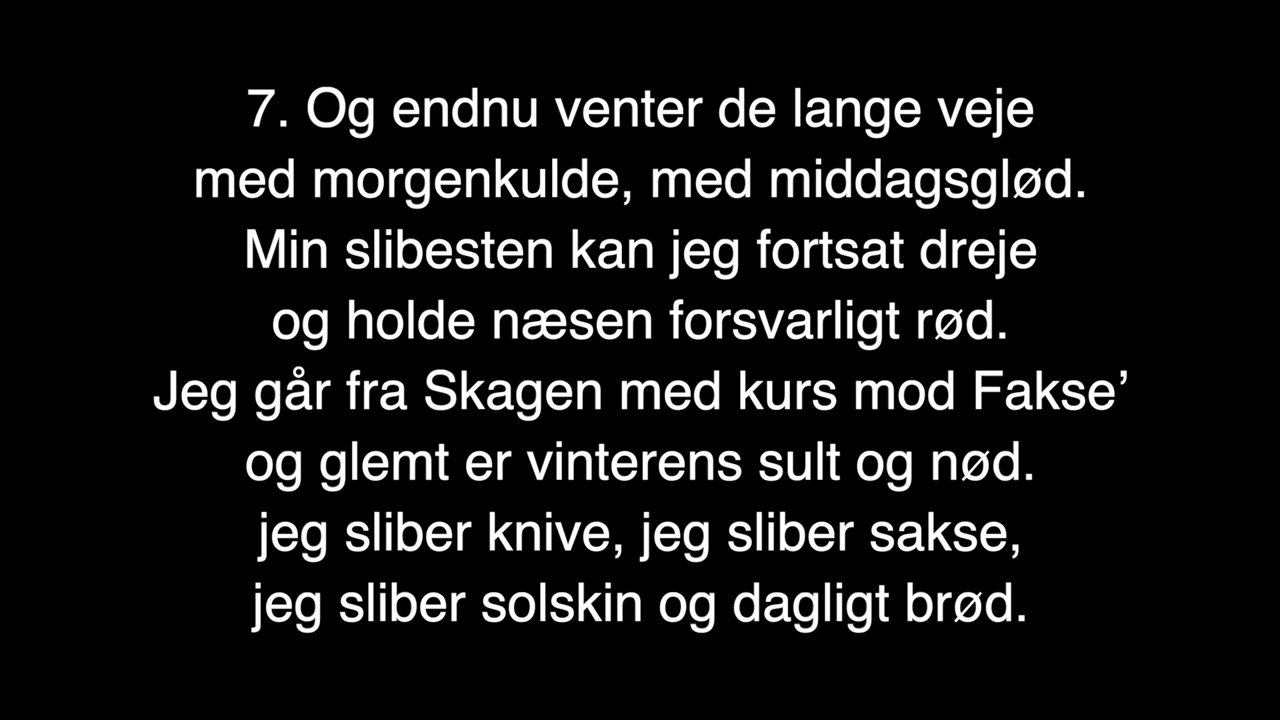 7. Og endnu venter de lange veje
med morgenkulde, med middagsglød.
Min slibesten kan jeg fortsat dreje
og holde næsen forsvarligt rød.
Jeg går fra Skagen med kurs mod Fakse’
og glemt er vinterens sult og nød.
jeg sliber knive, jeg sliber sakse,
jeg sliber solskin og dagligt brød.